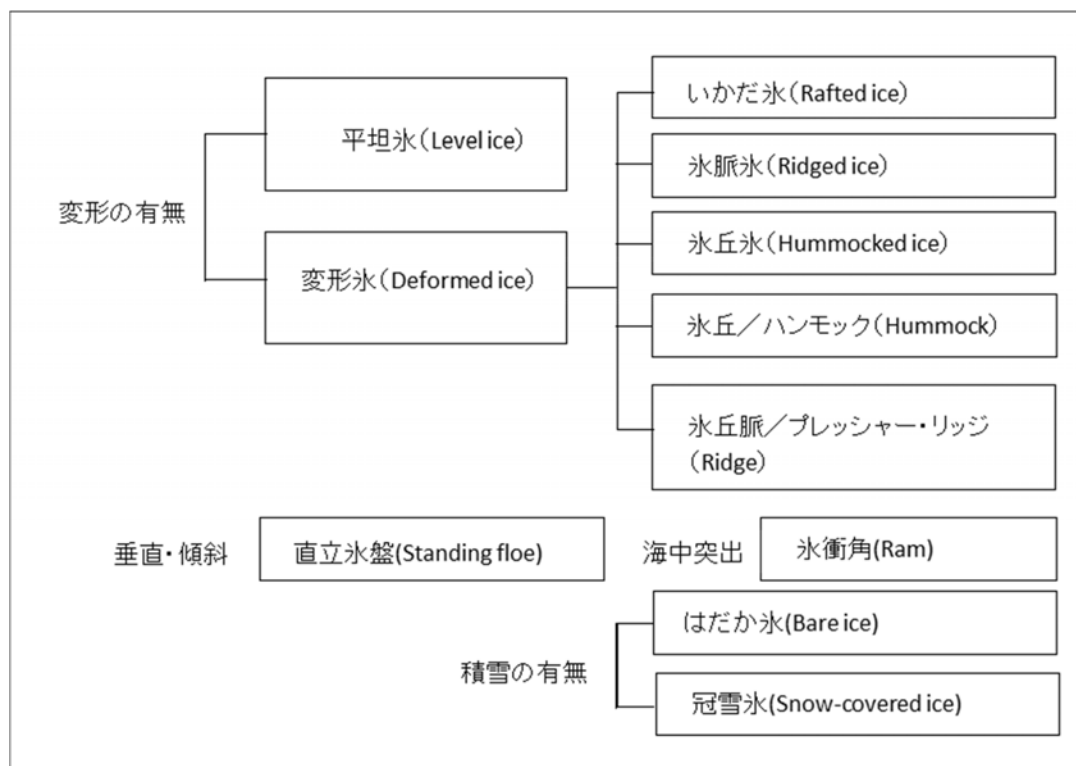 いかだ氷(Rafted ice)
平坦氷(Level ice)
氷脈氷(Ridged ice)
変形の有無
氷丘氷(Hummocked ice)
変形氷(Deformed ice)
氷丘／ハンモック(Hummock)
氷丘脈／プレッシャー・リッジ
(Ridge)
垂直・傾斜
直立氷盤(Standing floe)
海中突出
氷衝角(Ram)
はだか氷(Bare ice)
積雪の有無
冠雪氷(Snow-covered ice)